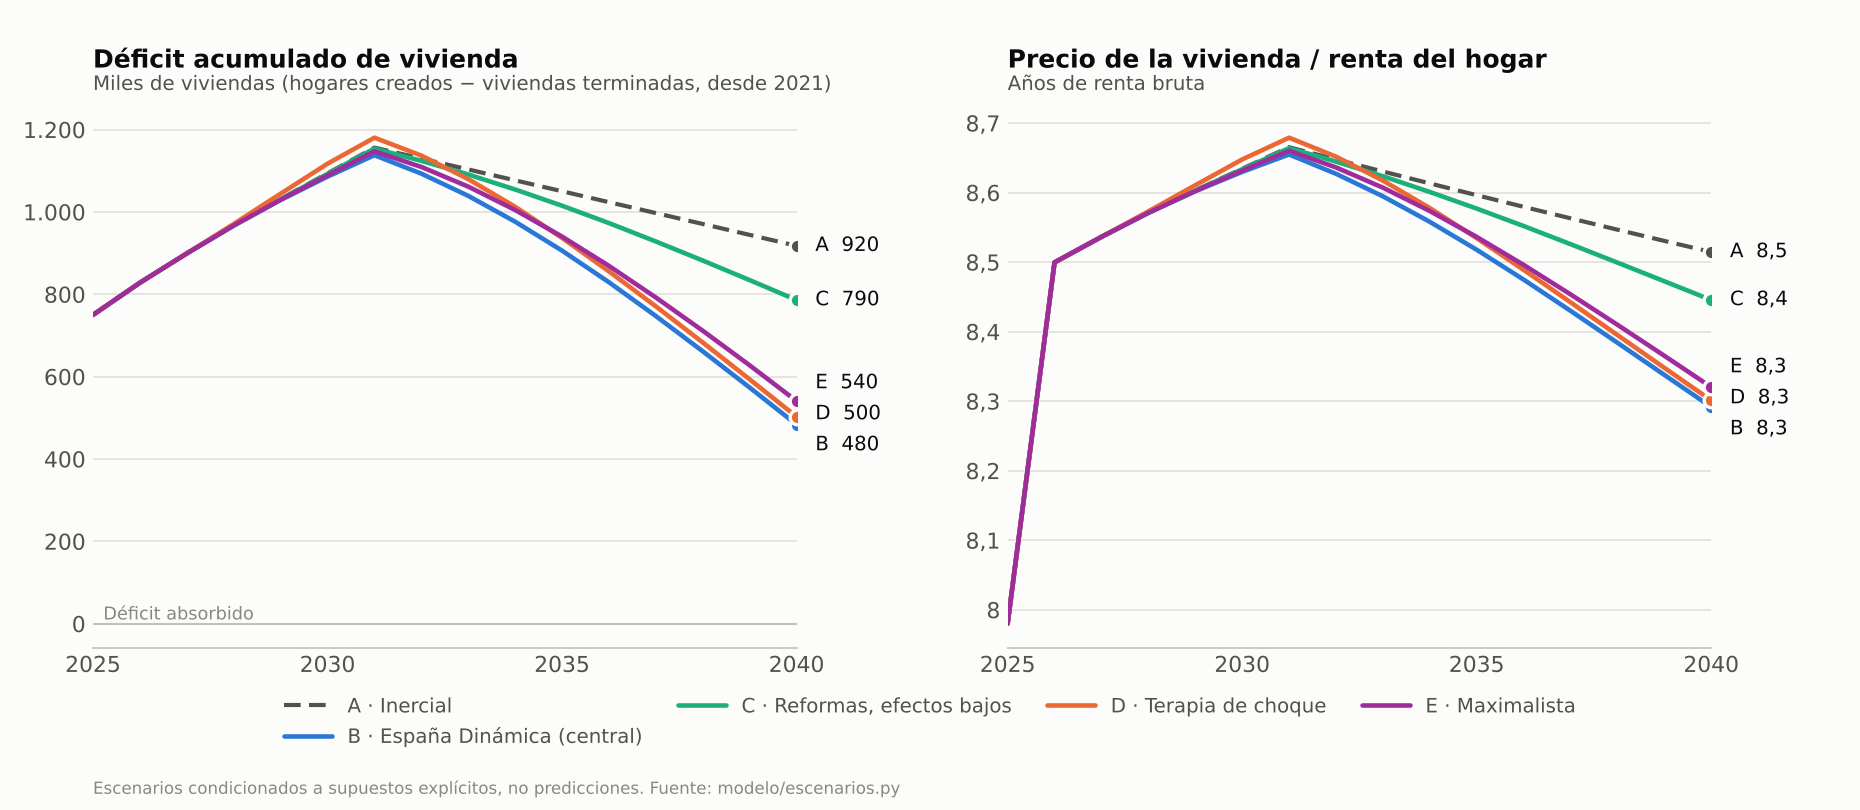 Déficit acumulado de vivienda
Miles de viviendas (hogares creados − viviendas terminadas, desde 2021)
1.200
1.000
800
600
400
200
0
Déficit absorbido
2025
2030
2035
2040
A 920
C 790
E 540
D 500
B 480
Precio de la vivienda / renta del hogar
Años de renta bruta
8,7
8,6
8,5
8,4
8,3
8,2
8,1
8
2025
2030
2035
2040
A 8,5
C 8,4
E 8,3
D 8,3
B 8,3
A · Inercial
B · España Dinámica (central)
C · Reformas, efectos bajos
D · Terapia de choque
E · Maximalista
Escenarios condicionados a supuestos explícitos, no predicciones. Fuente: modelo/escenarios.py